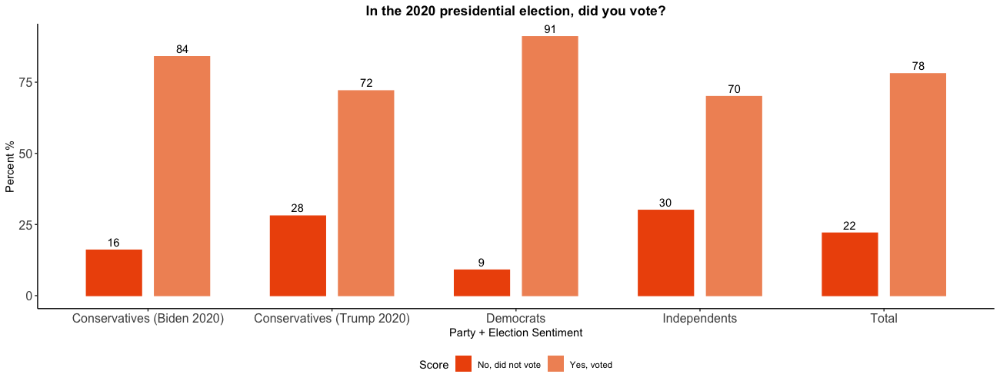 In the 2020 presidential election, did you vote?
Percent %
75
50
25
0
16
84
28
72
9
91
30
70
22
78
Conservatives (Biden 2020)
Conservatives (Trump 2020)
Democrats
Independents
Total
Party + Election Sentiment
Score
No, did not vote
Yes, voted